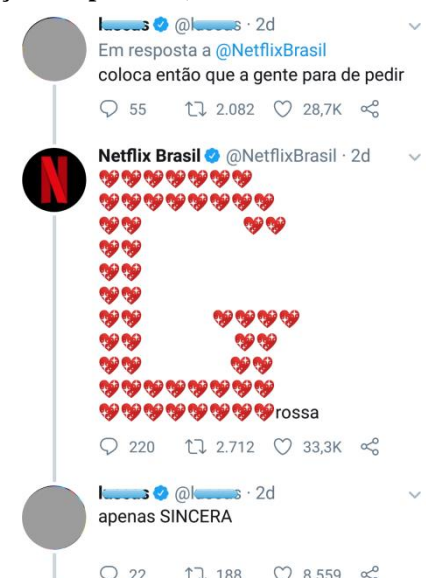 · 2d
Em resposta a @NetflixBrasil
coloca então que a gente para de pedir
55 2.082 28,7K
Netflix Brasil @NetflixBrasil · 2d
rossa
220 2.712 33,3K
· 2d
apenas SINCERA
22 188 8.559